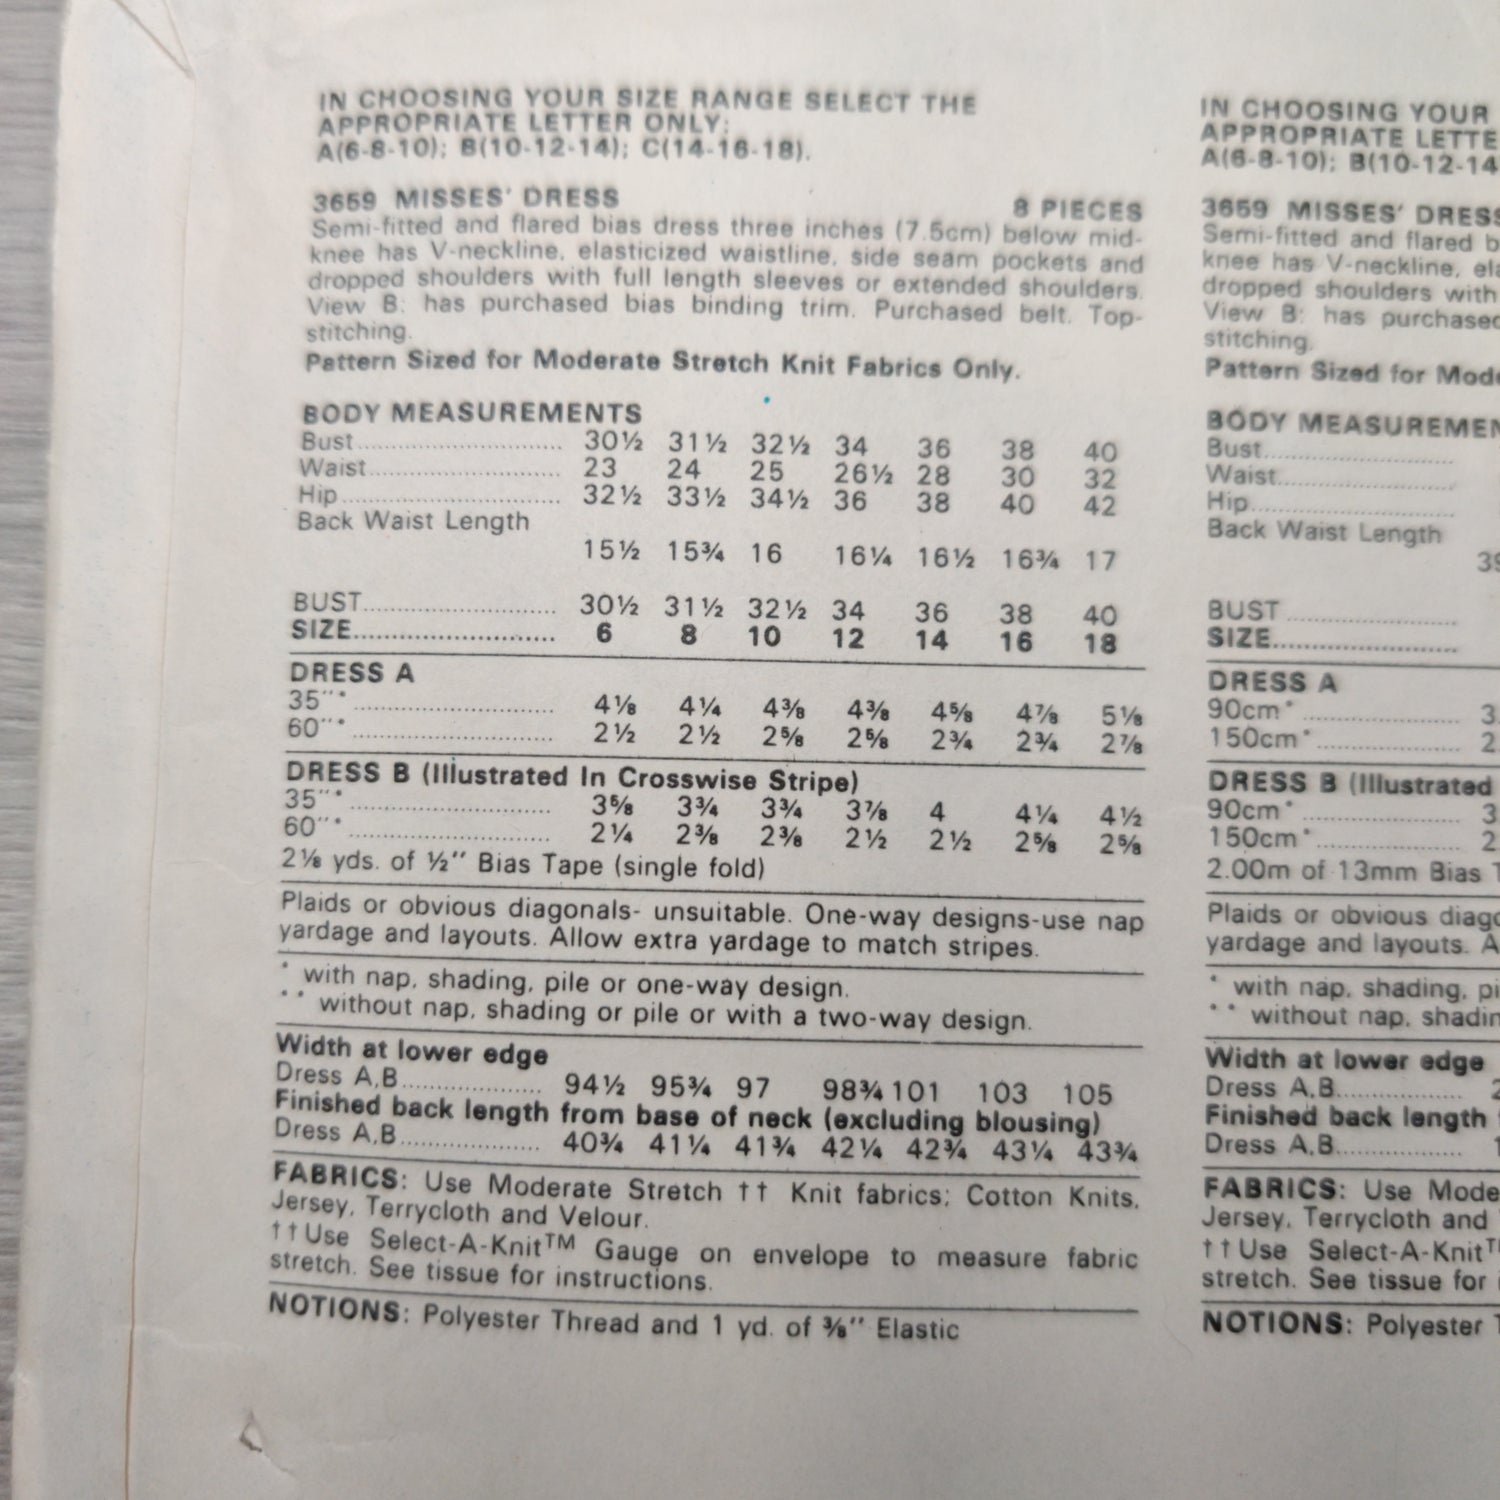 IN CHOOSING YOUR SIZE RANGE SELECT THE
APPROPRIATE LETTER ONLY:
A(6-8-10); B(10-12-14); C(14-16-18).
3659 MISSES' DRESS 8 PIECES
Semi-fitted and flared bias dress three inches (7.5cm) below mid-
knee has V-neckline, elasticized waistline, side seam pockets and
dropped shoulders with full length sleeves or extended shoulders.
View B: has purchased bias binding trim. Purchased belt. Top-
stitching.
Pattern Sized for Moderate Stretch Knit Fabrics Only.
BODY MEASUREMENTS
Bust 30½ 31½ 32½ 34 36 38 40
Waist 23 24 25 26½ 28 30 32
Hip 32½ 33½ 34½ 36 38 40 42
Back Waist Length
15½ 15¾ 16 16¼ 16½ 16¾ 17
BUST 30½ 31½ 32½ 34 36 38 40
SIZE 6 8 10 12 14 16 18
DRESS A
35"* 4⅛ 4¼ 4⅜ 4⅜ 4⅝ 4⅞ 5⅛
60"* 2½ 2½ 2⅝ 2⅝ 2¾ 2¾ 2⅞
DRESS B (Illustrated In Crosswise Stripe)
35"* 3⅝ 3¾ 3¾ 3⅞ 4 4¼ 4½
60"* 2¼ 2⅜ 2⅜ 2½ 2½ 2⅝ 2⅝
2⅛ yds. of ½" Bias Tape (single fold)
Plaids or obvious diagonals- unsuitable. One-way designs-use nap
yardage and layouts. Allow extra yardage to match stripes.
* with nap, shading, pile or one-way design.
** without nap, shading or pile or with a two-way design.
Width at lower edge
Dress A,B 94½ 95¾ 97 98¾ 101 103 105
Finished back length from base of neck (excluding blousing)
Dress A,B 40¾ 41¼ 41¾ 42¼ 42¾ 43¼ 43¾
FABRICS: Use Moderate Stretch †† Knit fabrics; Cotton Knits,
Jersey, Terrycloth and Velour.
††Use Select-A-Knit™ Gauge on envelope to measure fabric
stretch. See tissue for instructions.
NOTIONS: Polyester Thread and 1 yd. of ⅜" Elastic
IN CHOOSING YOUR
APPROPRIATE LETTE
A(6-8-10); B(10-12-14
3659 MISSES' DRESS
Semi-fitted and flared b
knee has V-neckline, ela
dropped shoulders with
View B: has purchased
stitching.
Pattern Sized for Mode
BODY MEASUREMEN
Bust
Waist
Hip
Back Waist Length
39
BUST
SIZE
DRESS A
90cm* 3
150cm* 2
DRESS B (Illustrated
90cm* 3
150cm* 2
2.00m of 13mm Bias T
Plaids or obvious diago
yardage and layouts. A
* with nap, shading, pi
** without nap, shadin
Width at lower edge
Dress A,B 2
Finished back length
Dress A,B 1
FABRICS: Use Mode
Jersey, Terrycloth and
††Use Select-A-Knit™
stretch. See tissue for
NOTIONS: Polyester T